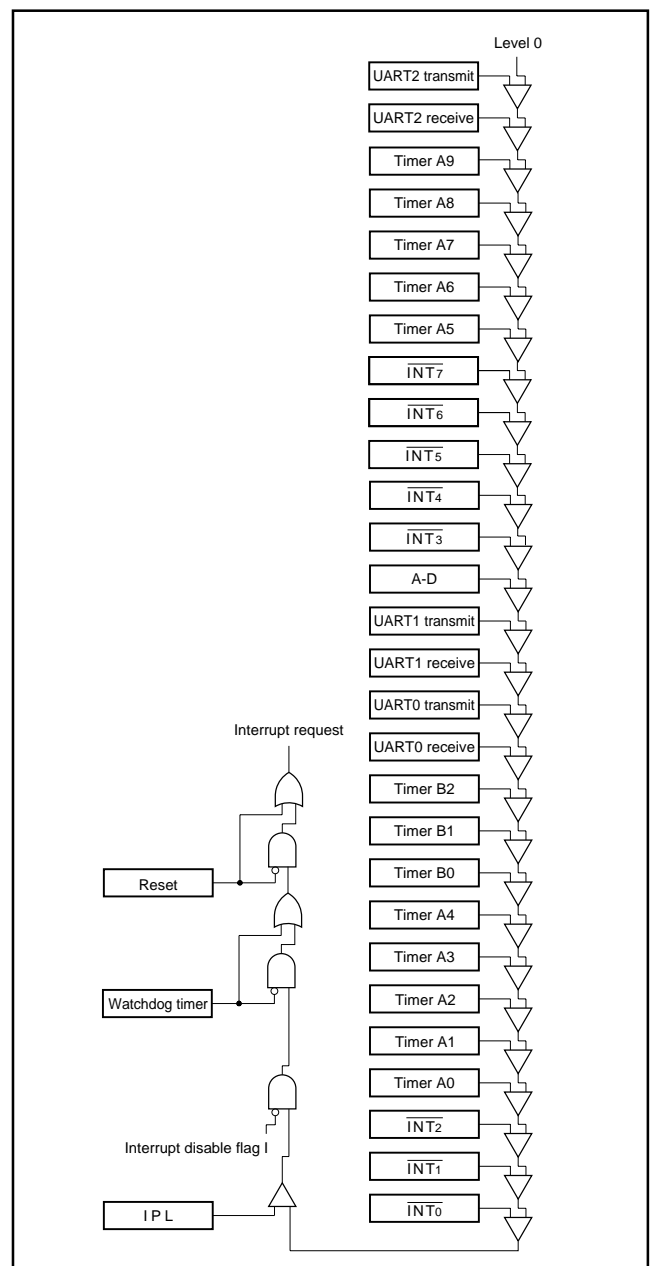 Level 0
UART2 transmit
UART2 receive
Timer A9
Timer A8
Timer A7
Timer A6
Timer A5
INT7
INT6
INT5
INT4
INT3
A-D
UART1 transmit
UART1 receive
UART0 transmit
Interrupt request
UART0 receive
Timer B2
Timer B1
Reset
Timer B0
Timer A4
Timer A3
Watchdog timer
Timer A2
Timer A1
Timer A0
INT2
Interrupt disable flag I
INT1
IPL
INT0